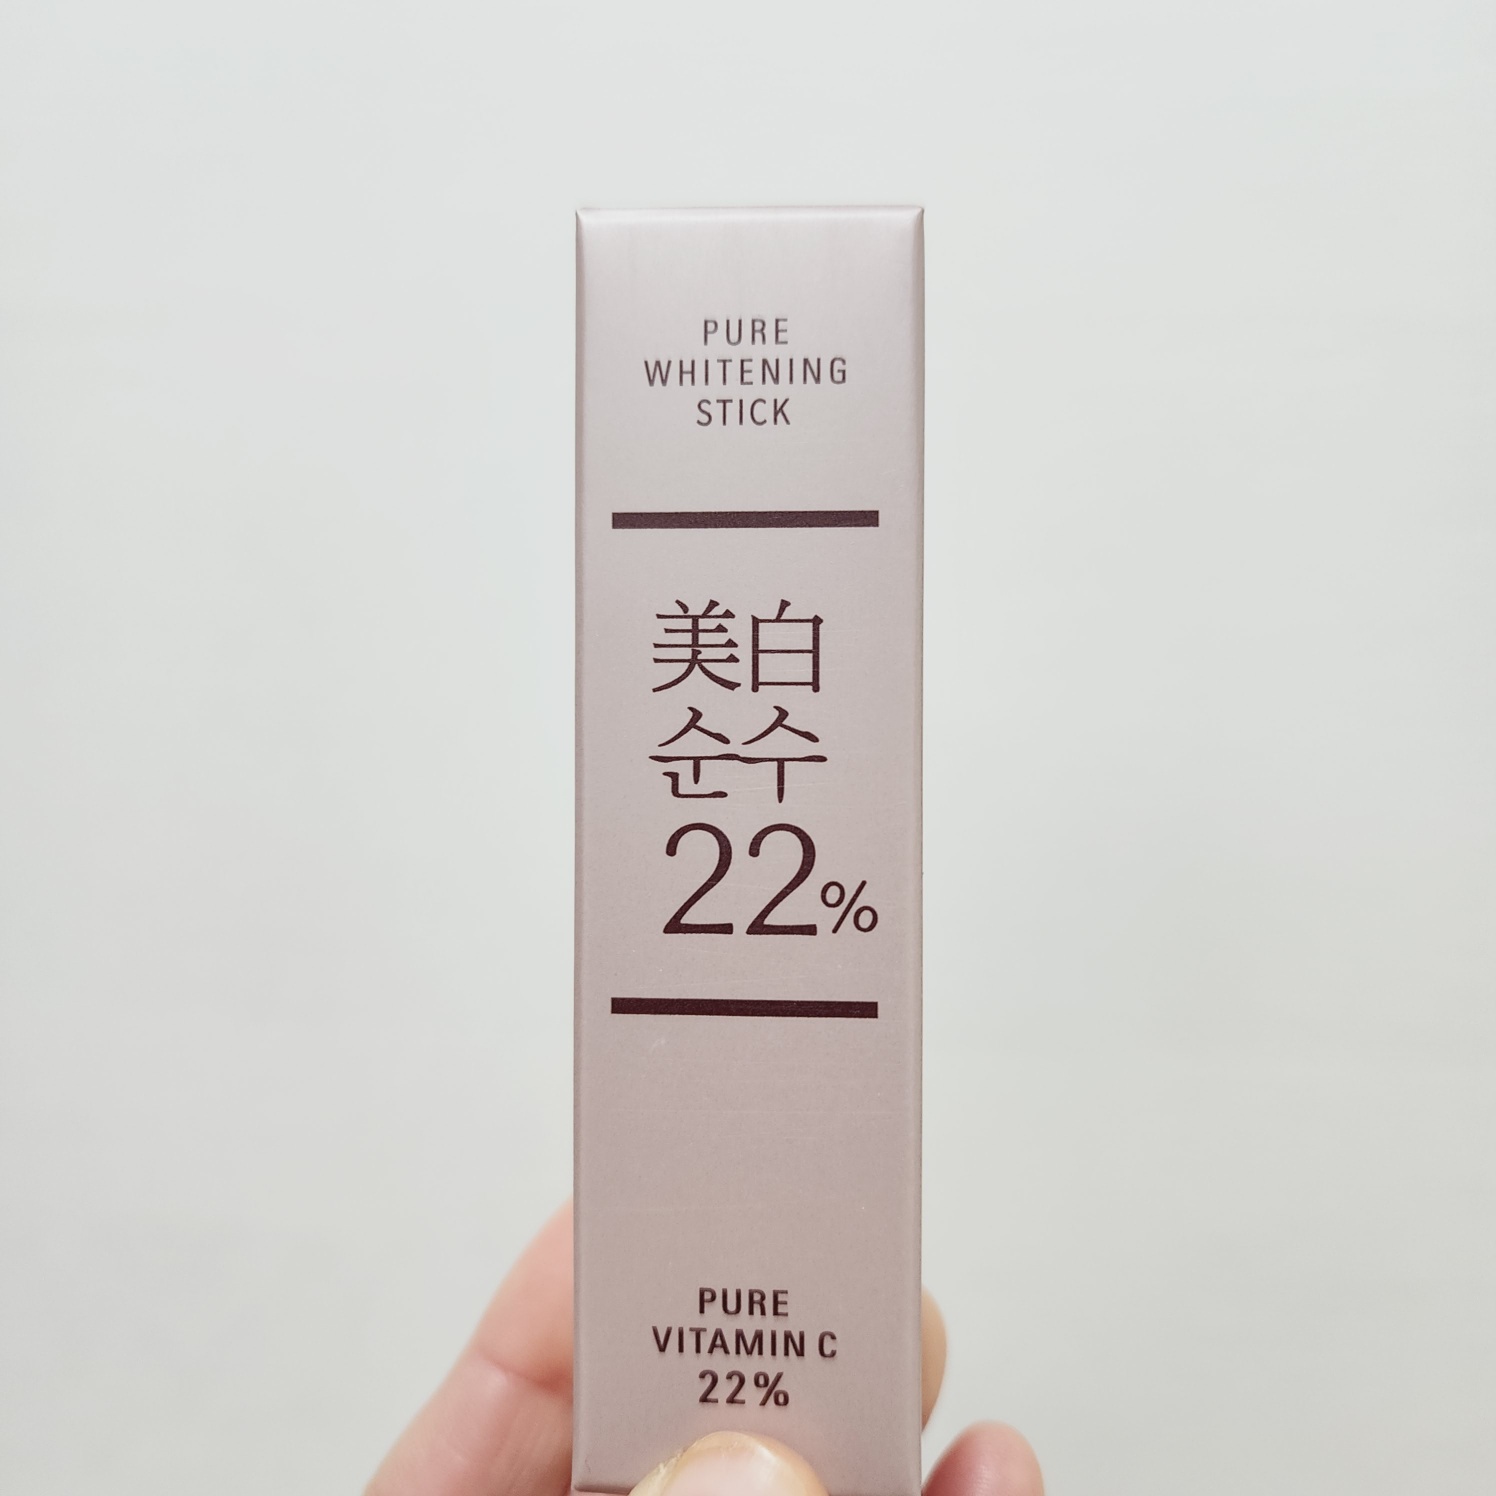 PURE
WHITENING
STICK
美白
순수
22%
PURE
VITAMIN C
22%